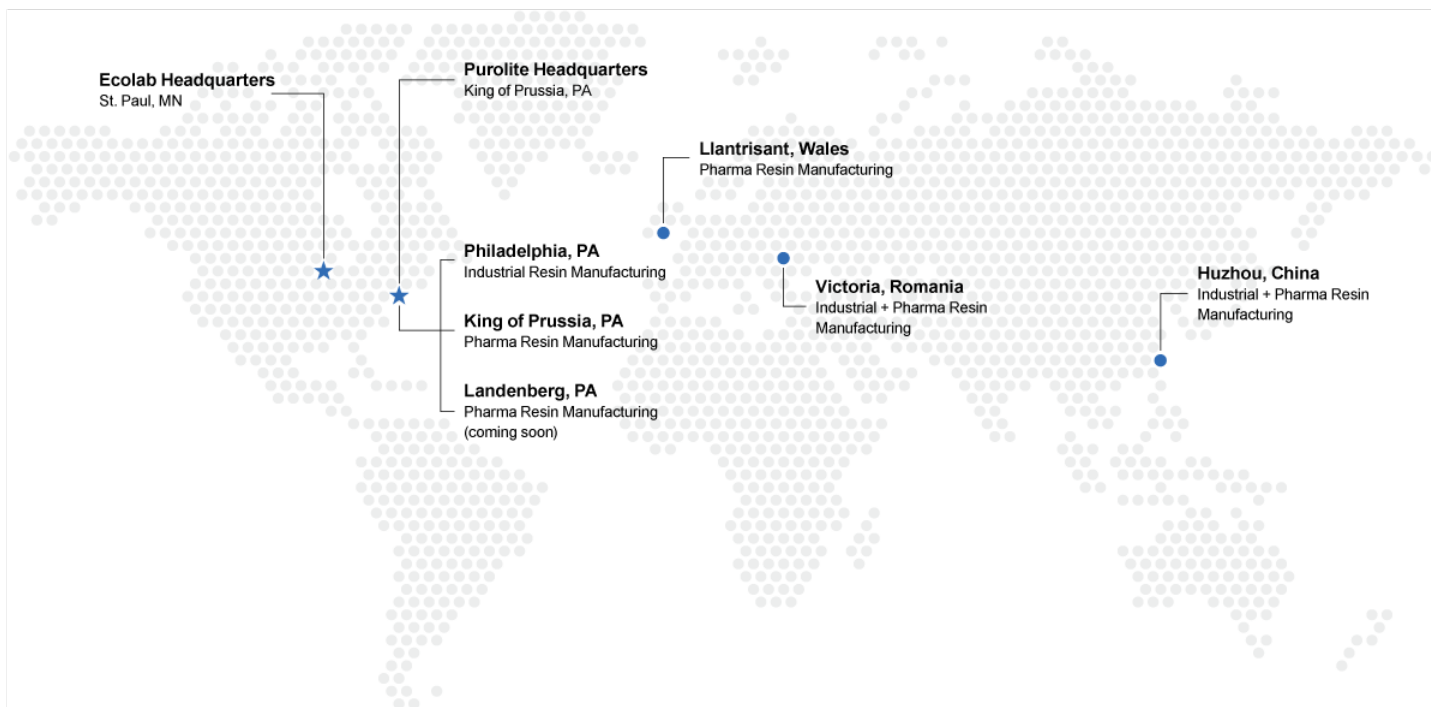 Ecolab Headquarters
St. Paul, MN
Purolite Headquarters
King of Prussia, PA
Llantrisant, Wales
Pharma Resin Manufacturing
Philadelphia, PA
Industrial Resin Manufacturing
King of Prussia, PA
Pharma Resin Manufacturing
Landenberg, PA
Pharma Resin Manufacturing
(coming soon)
Victoria, Romania
Industrial + Pharma Resin
Manufacturing
Huzhou, China
Industrial + Pharma Resin
Manufacturing